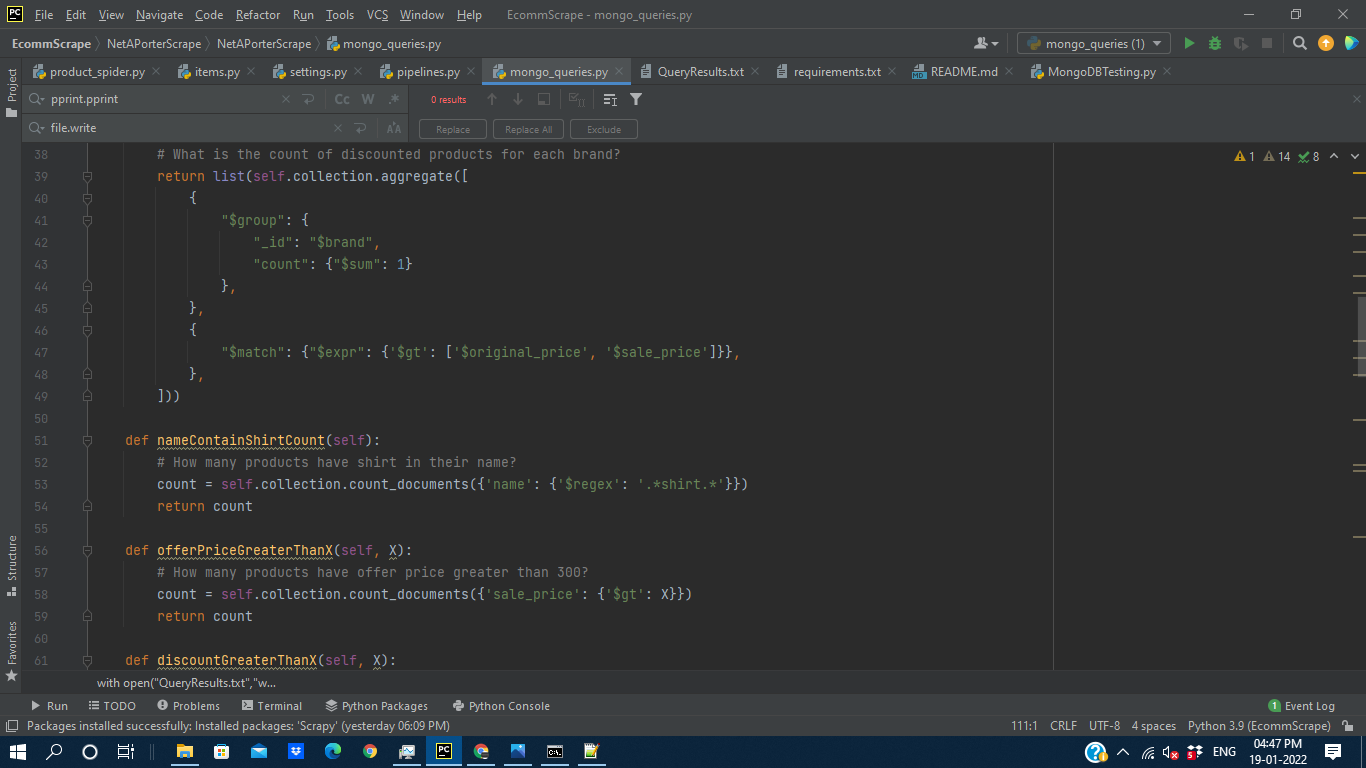 PC File Edit View Navigate Code Refactor Run Tools VCS Window Help EcommScrape - mongo_queries.py
EcommScrape NetAPorterScrape NetAPorterScrape mongo_queries.py mongo_queries (1)
product_spider.py items.py settings.py pipelines.py mongo_queries.py QueryResults.txt requirements.txt README.md MongoDBTesting.py
Project
pprint.pprint Cc W .* 0 results
file.write Replace Replace All Exclude
38 # What is the count of discounted products for each brand?
39 return list(self.collection.aggregate([
40 {
41 "$group": {
42 "_id": "$brand",
43 "count": {"$sum": 1}
44 },
45 },
46 {
47 "$match": {"$expr": {'$gt': ['$original_price', '$sale_price']}},
48 },
49 ]))
50
51 def nameContainShirtCount(self):
52 # How many products have shirt in their name?
53 count = self.collection.count_documents({'name': {'$regex': '.*shirt.*'}})
54 return count
55
56 def offerPriceGreaterThanX(self, X):
57 # How many products have offer price greater than 300?
58 count = self.collection.count_documents({'sale_price': {'$gt': X}})
59 return count
60
61 def discountGreaterThanX(self, X):
1 14 8
Structure
Favorites
with open("QueryResults.txt","w...
Run TODO Problems Terminal Python Packages Python Console 1 Event Log
Packages installed successfully: Installed packages: 'Scrapy' (yesterday 06:09 PM) 111:1 CRLF UTF-8 4 spaces Python 3.9 (EcommScrape)
ENG 04:47 PM
19-01-2022